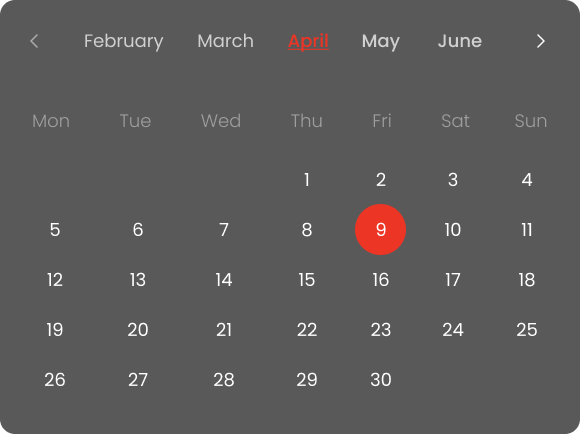 February March April May June
Mon Tue Wed Thu Fri Sat Sun
1 2 3 4
5 6 7 8 9 10 11
12 13 14 15 16 17 18
19 20 21 22 23 24 25
26 27 28 29 30